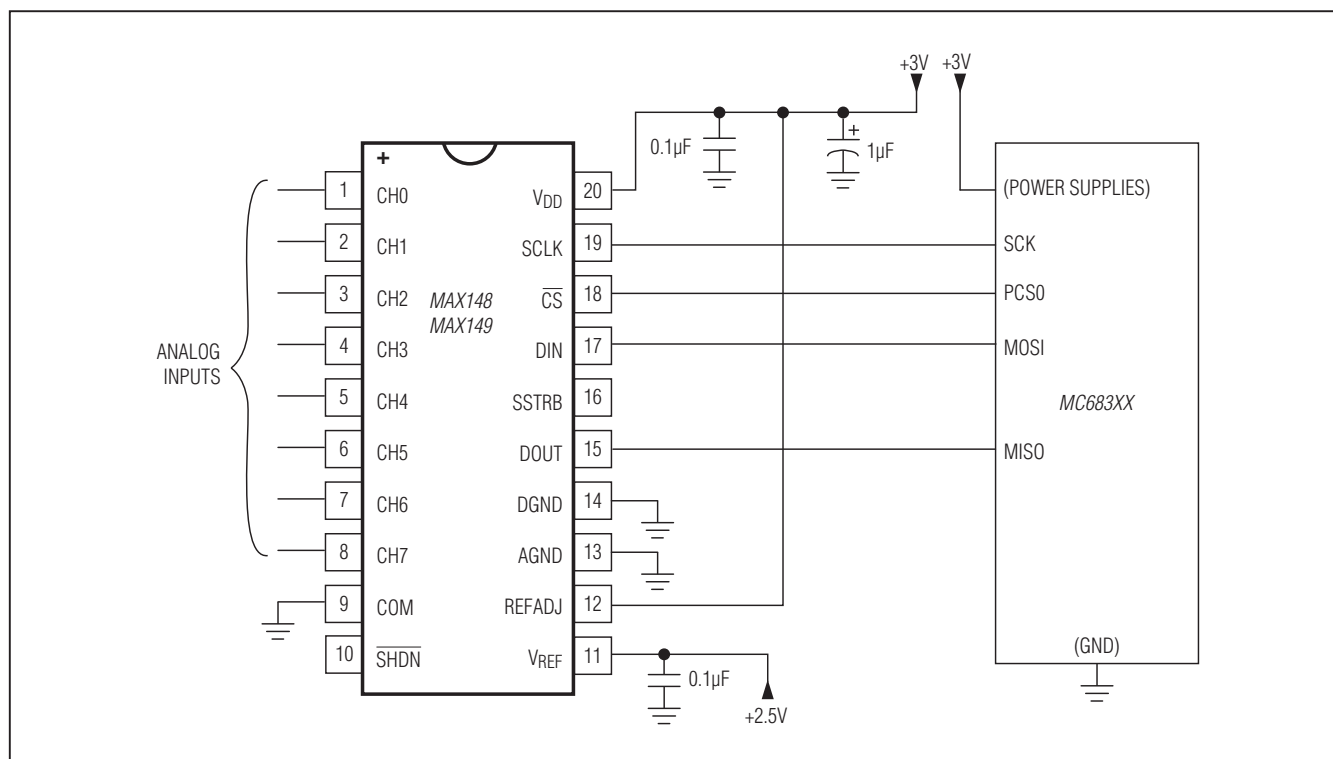 +3V +3V
0.1µF
+
1µF
+
1 CH0 VDD 20
(POWER SUPPLIES)
2 CH1 SCLK 19
SCK
3 CH2 CS 18
PCS0
MAX148
MAX149
4 CH3 DIN 17
MOSI
ANALOG
INPUTS
5 CH4 SSTRB 16
MC683XX
6 CH5 DOUT 15
MISO
7 CH6 DGND 14
8 CH7 AGND 13
9 COM REFADJ 12
10 SHDN VREF 11
0.1µF
+2.5V
(GND)